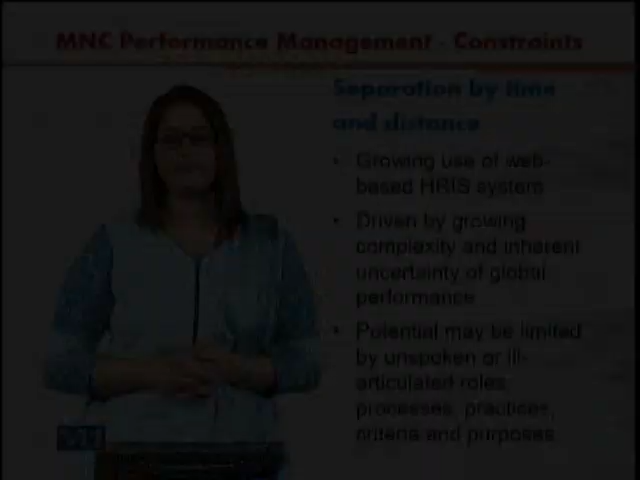 MNC Performance Management - Constraints
Separation by time
and distance
• Growing use of web-
based HRIS system
• Driven by growing
complexity and inherent
uncertainty of global
performance
• Potential may be limited
by unspoken or ill-
articulated roles,
processes, practices,
criteria and purposes